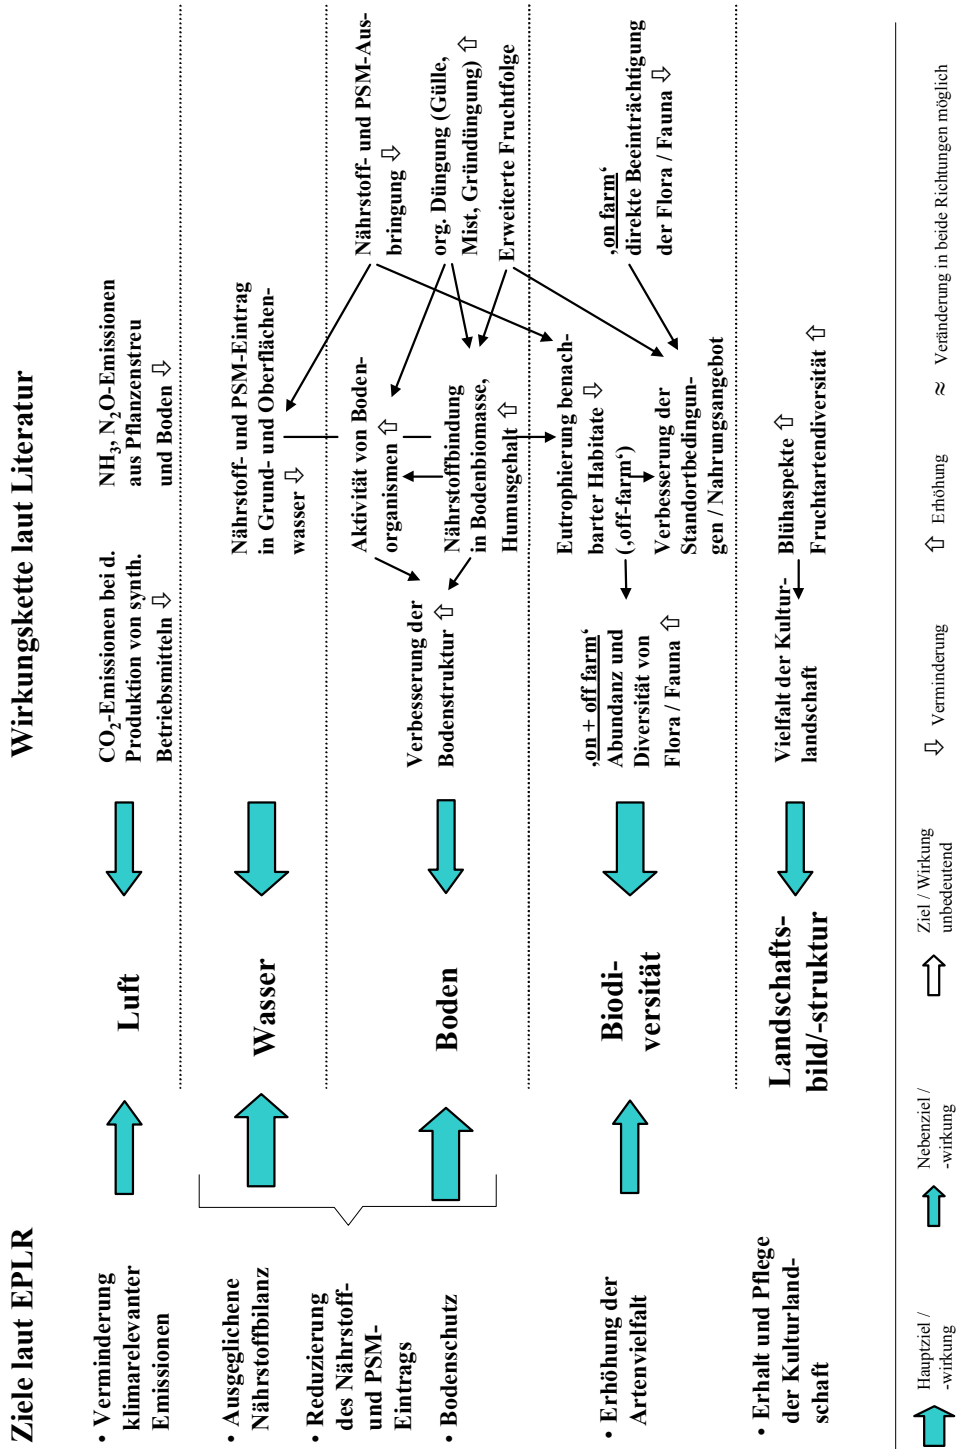 Ziele laut EPLR
Wirkungskette laut Literatur
• Verminderung
klimarelevanter
Emissionen
Luft
CO₂-Emissionen bei d.
Produktion von synth.
Betriebsmitteln ⇩
NH₃, N₂O-Emissionen
aus Pflanzenstreu
und Boden ⇩
• Ausgeglichene
Nährstoffbilanz
• Reduzierung
des Nährstoff-
und PSM-
Eintrags
• Bodenschutz
Wasser
Nährstoff- und PSM-Eintrag
in Grund- und Oberflächen-
wasser ⇩
Nährstoff- und PSM-Aus-
bringung ⇩
Boden
Verbesserung der
Bodenstruktur ⇧
Aktivität von Boden-
organismen ⇧
Nährstoffbindung
in Bodenbiomasse,
Humusgehalt ⇧
org. Düngung (Gülle,
Mist, Gründüngung) ⇧
Erweiterte Fruchtfolge
• Erhöhung der
Artenvielfalt
Biodi-
versität
‚on + off farm‘
Abundanz und
Diversität von
Flora / Fauna ⇧
Eutrophierung benach-
barter Habitate ⇩
(‚off-farm‘)
Verbesserung der
Standortbedingun-
gen / Nahrungsangebot
‚on farm‘
direkte Beeinträchtigung
der Flora / Fauna ⇩
• Erhalt und Pflege
der Kulturland-
schaft
Landschafts-
bild/-struktur
Vielfalt der Kultur-
landschaft
Blühaspekte ⇧
Fruchtartendiversität ⇧
Hauptziel /
-wirkung
Nebenziel /
-wirkung
Ziel / Wirkung
unbedeutend
⇩ Verminderung
⇧ Erhöhung
≈ Veränderung in beide Richtungen möglich